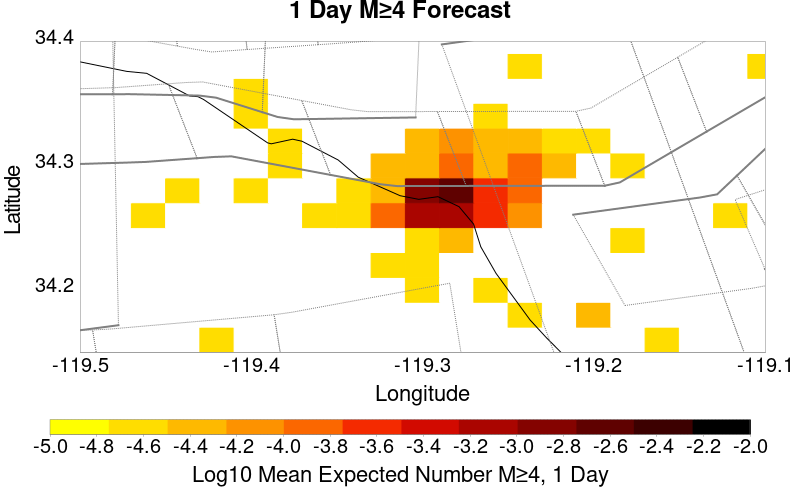 1 Day M≥4 Forecast
34.4
34.3
34.2
Latitude
-119.5 -119.4 -119.3 -119.2 -119.1
Longitude
-5.0 -4.8 -4.6 -4.4 -4.2 -4.0 -3.8 -3.6 -3.4 -3.2 -3.0 -2.8 -2.6 -2.4 -2.2 -2.0
Log10 Mean Expected Number M≥4, 1 Day